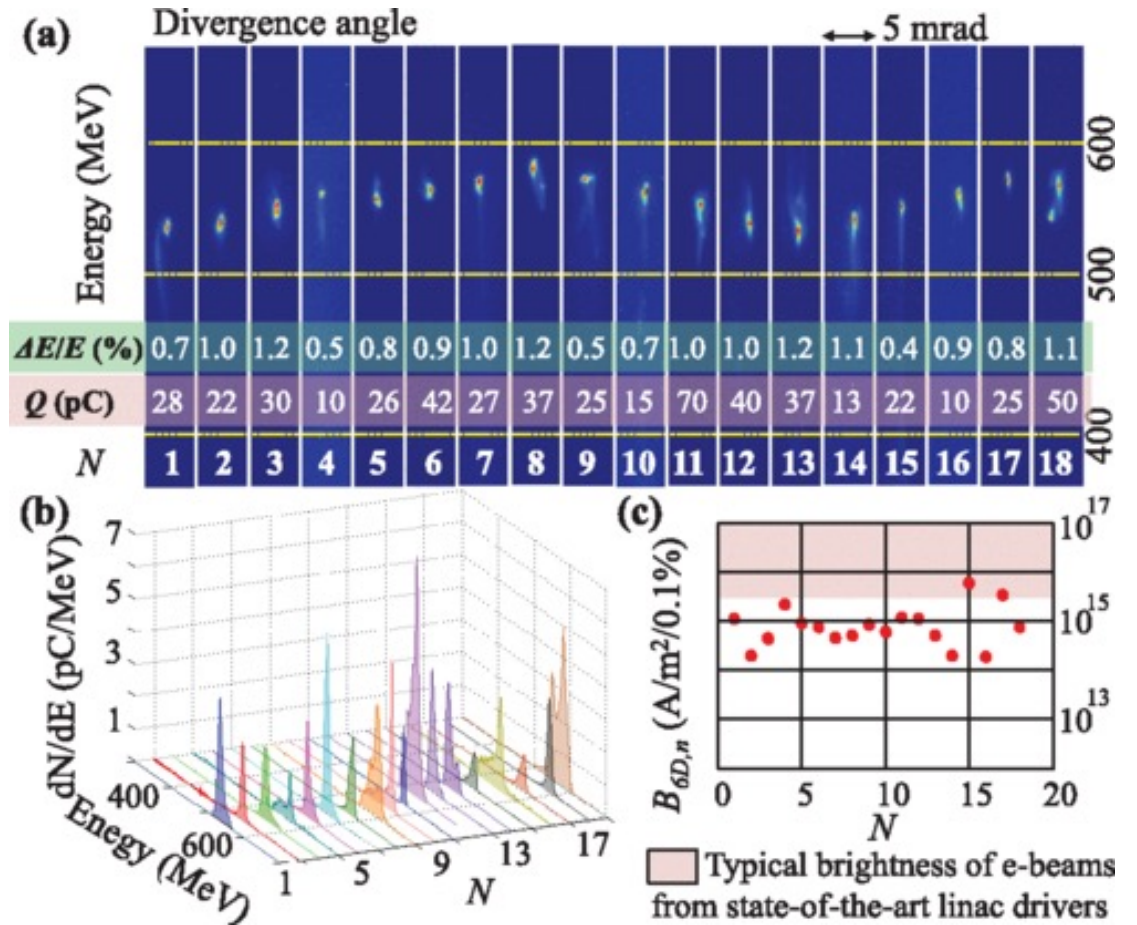 (a) Divergence angle 5 mrad
Energy (MeV)
600
500
400
ΔE/E (%) 0.7 1.0 1.2 0.5 0.8 0.9 1.0 1.2 0.5 0.7 1.0 1.0 1.2 1.1 0.4 0.9 0.8 1.1
Q (pC) 28 22 30 10 26 42 27 37 25 15 70 40 37 13 22 10 25 50
N 1 2 3 4 5 6 7 8 9 10 11 12 13 14 15 16 17 18
(b)
dN/dE (pC/MeV)
7
5
3
1
400
600
Enegy (MeV)
1 5 9 13 17
N
(c)
B6D,n (A/m²/0.1%)
10¹⁷
10¹⁵
10¹³
0 5 10 15 20
N
Typical brightness of e-beams
from state-of-the-art linac drivers